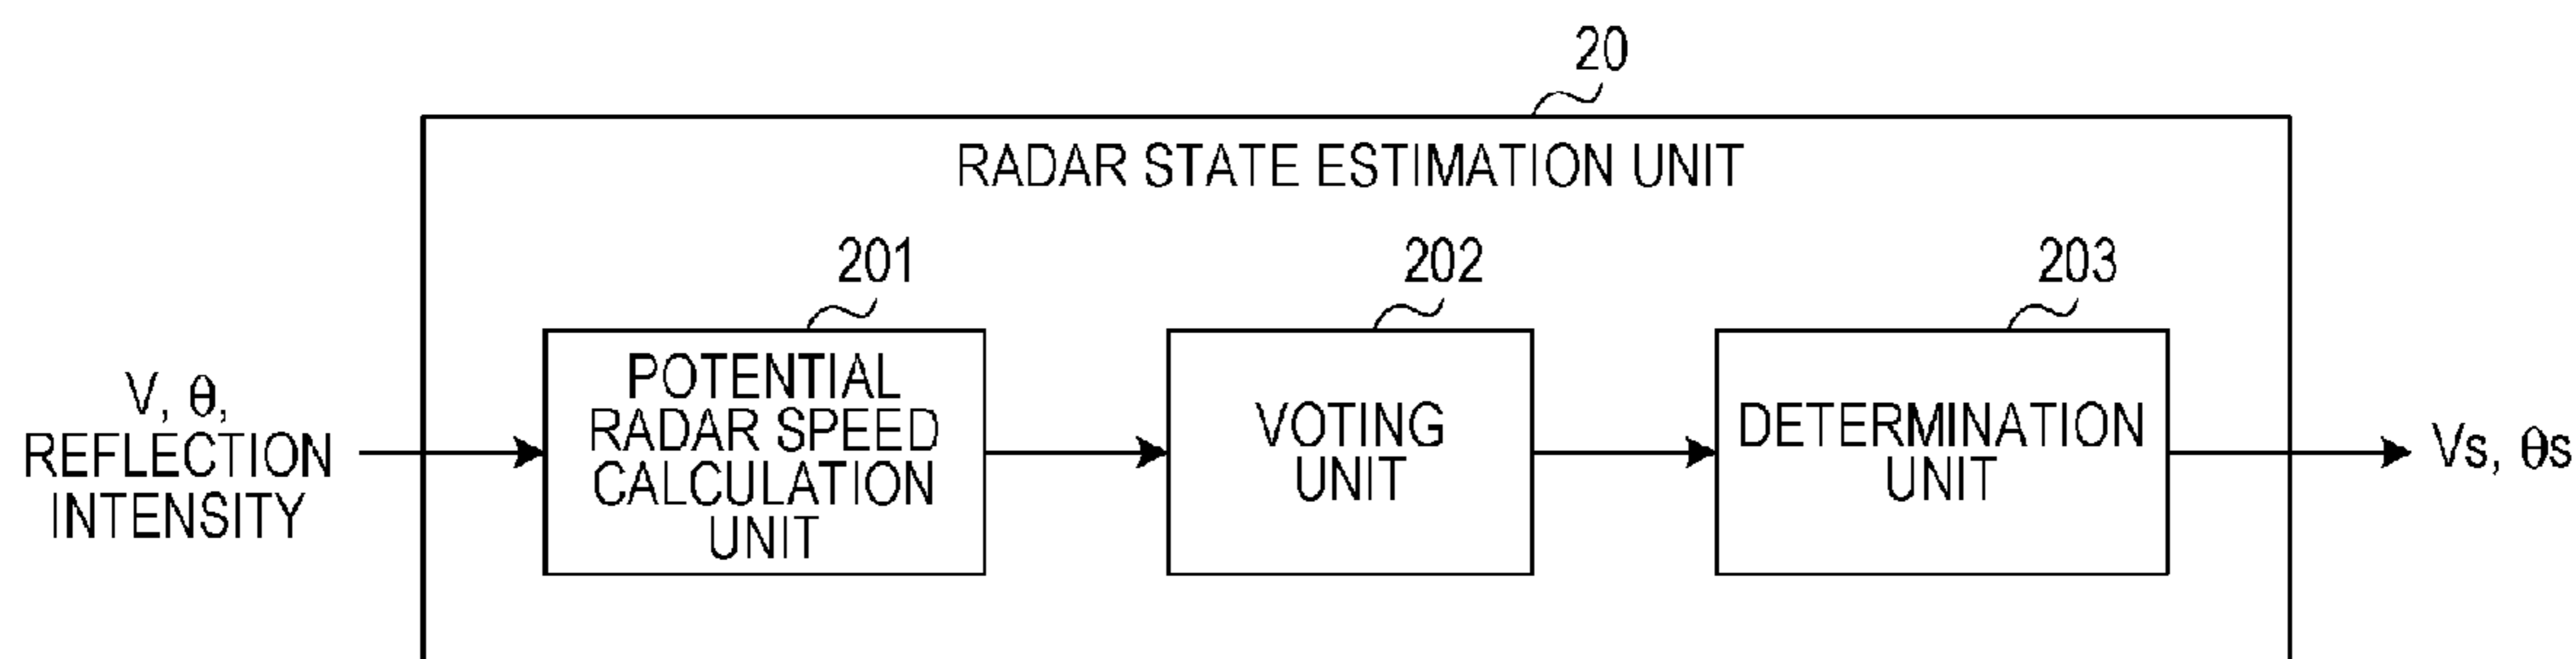 20
RADAR STATE ESTIMATION UNIT
201
202
203
V, θ,
REFLECTION
INTENSITY
POTENTIAL
RADAR SPEED
CALCULATION
UNIT
VOTING
UNIT
DETERMINATION
UNIT
Vs, θs